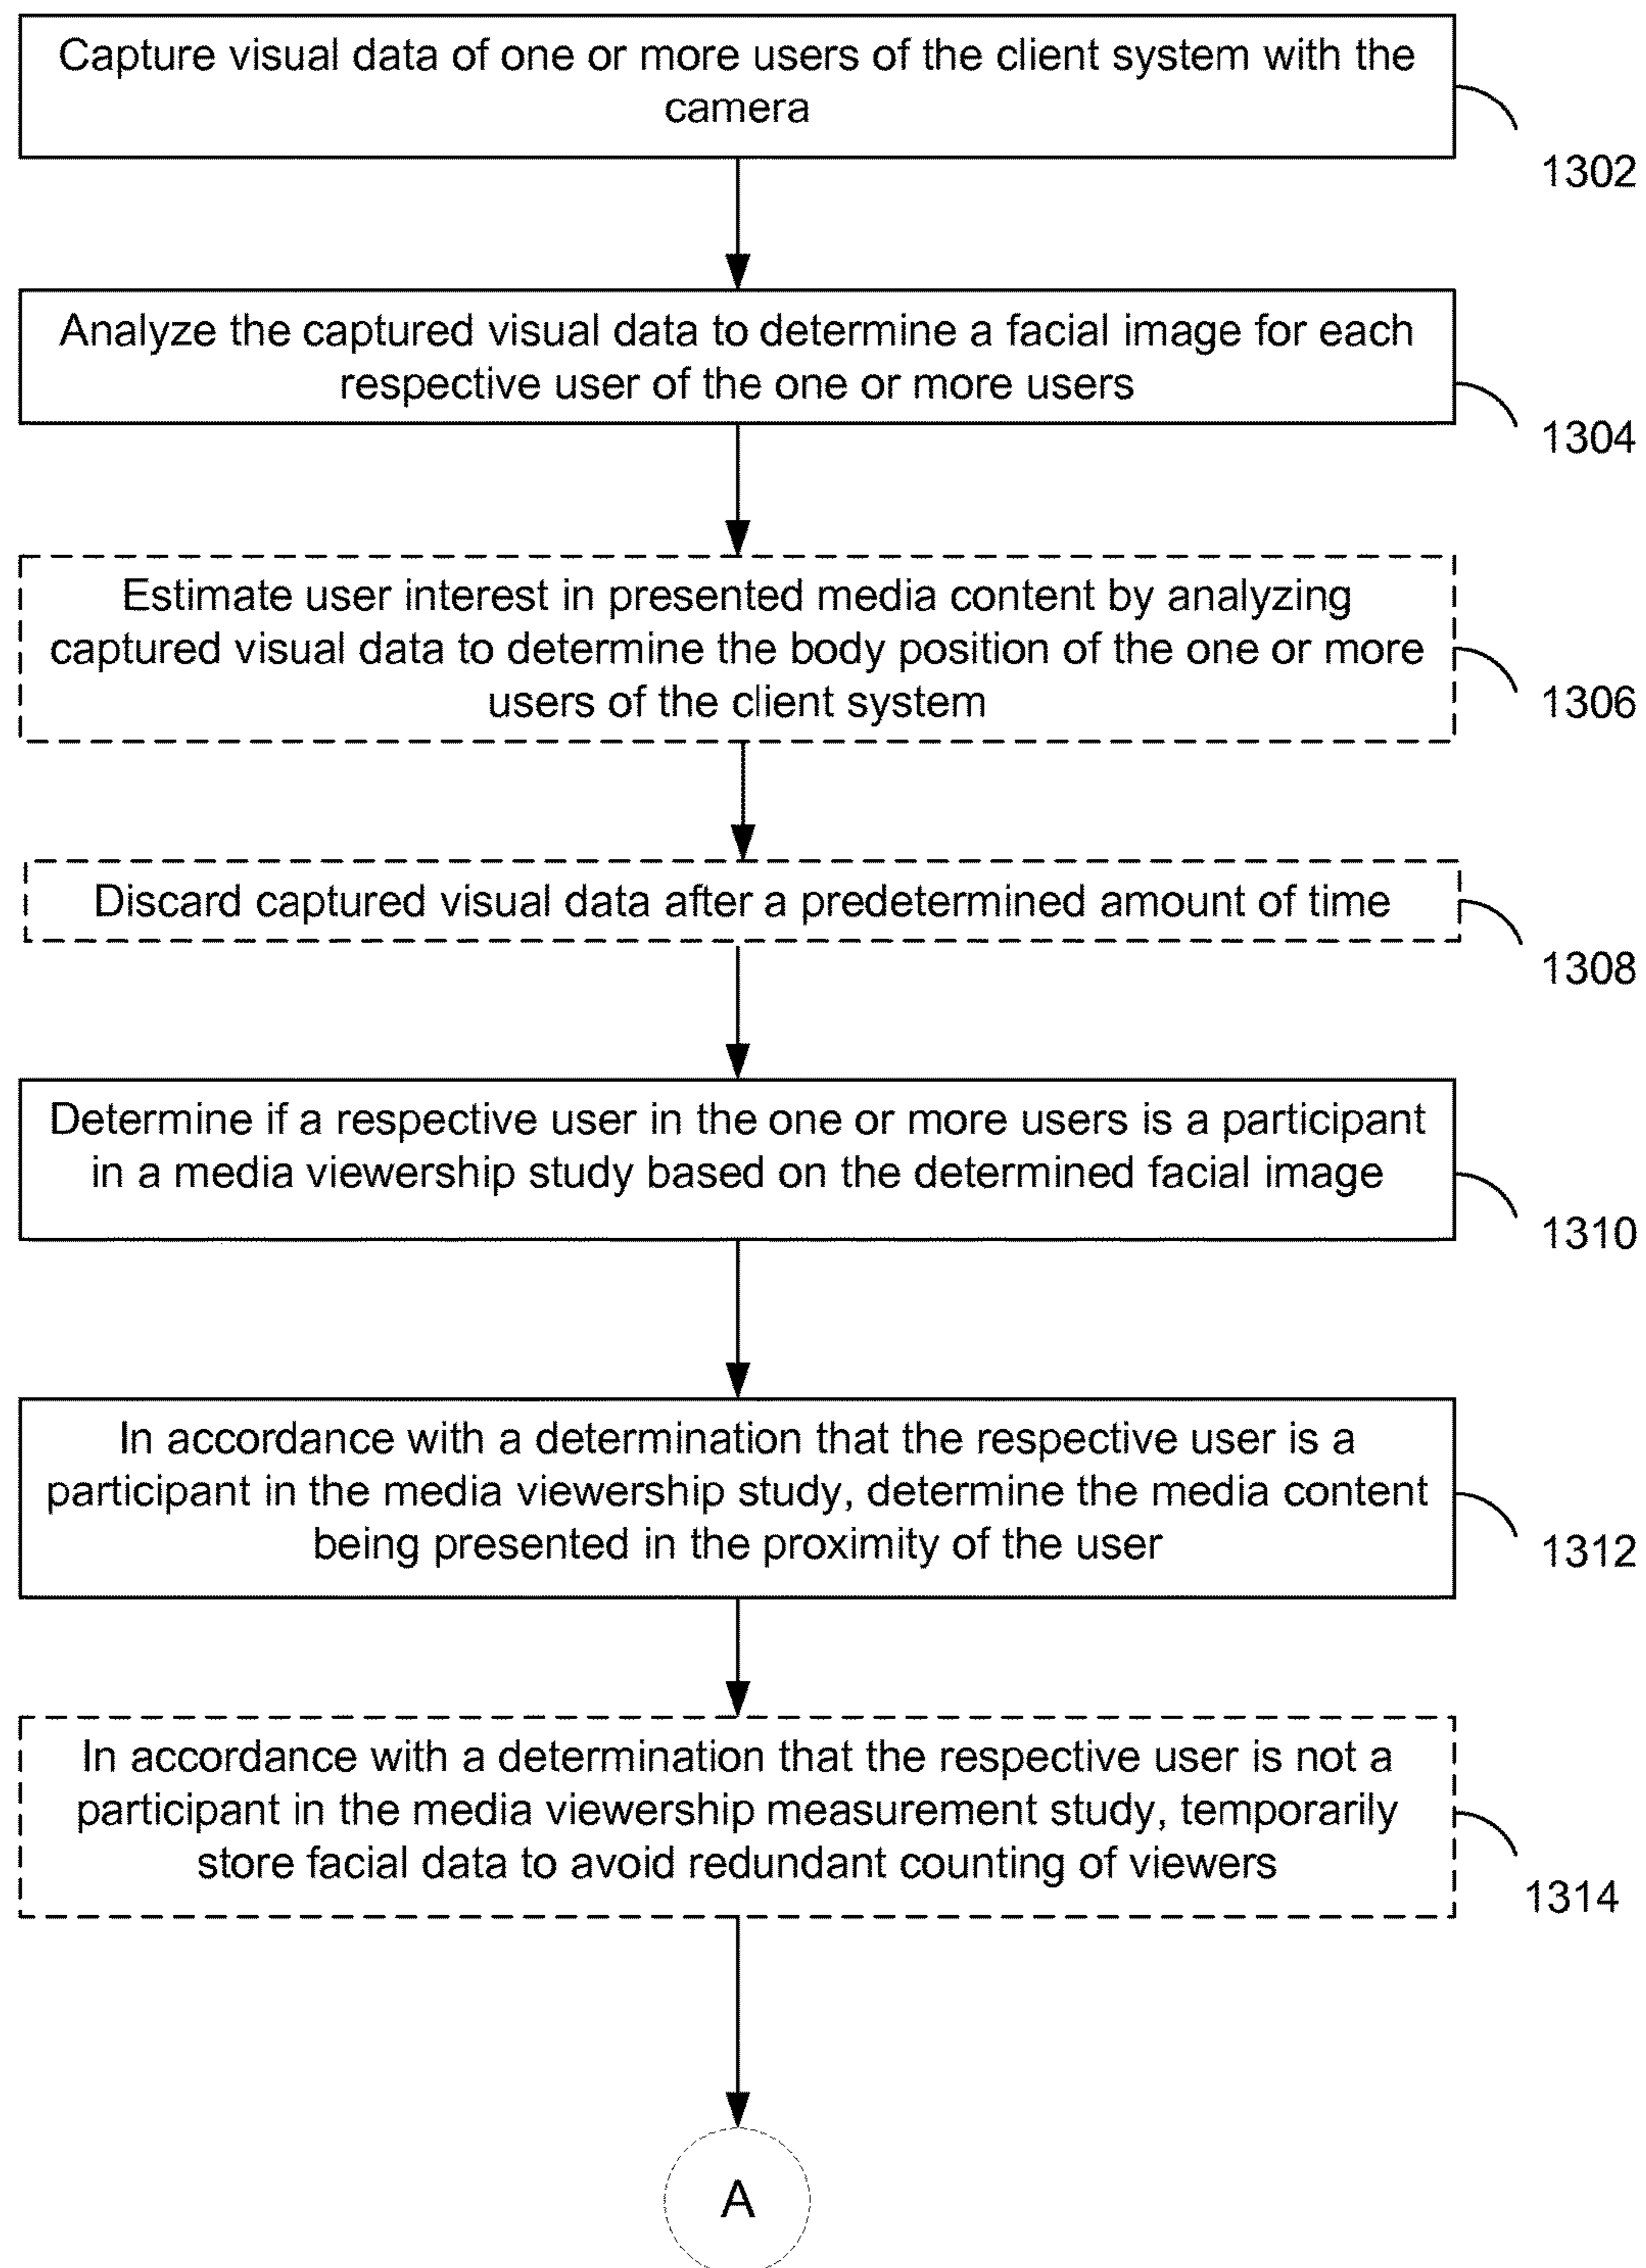 Capture visual data of one or more users of the client system with the
camera
1302
Analyze the captured visual data to determine a facial image for each
respective user of the one or more users
1304
Estimate user interest in presented media content by analyzing
captured visual data to determine the body position of the one or more
users of the client system
1306
Discard captured visual data after a predetermined amount of time
1308
Determine if a respective user in the one or more users is a participant
in a media viewership study based on the determined facial image
1310
In accordance with a determination that the respective user is a
participant in the media viewership study, determine the media content
being presented in the proximity of the user
1312
In accordance with a determination that the respective user is not a
participant in the media viewership measurement study, temporarily
store facial data to avoid redundant counting of viewers
1314
A